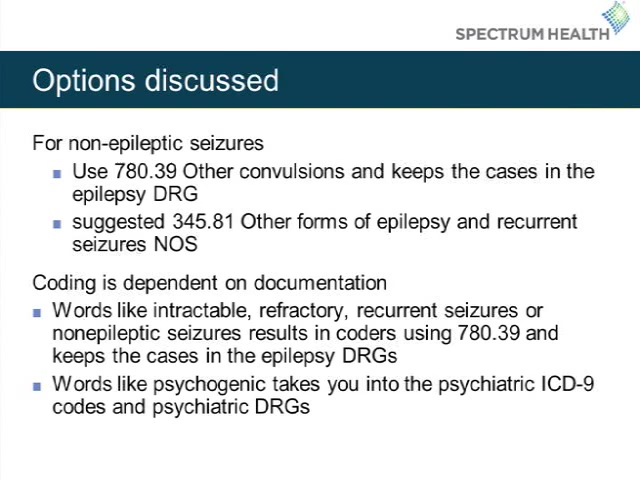 SPECTRUM HEALTH
Options discussed
For non-epileptic seizures
Use 780.39 Other convulsions and keeps the cases in the
epilepsy DRG
suggested 345.81 Other forms of epilepsy and recurrent
seizures NOS
Coding is dependent on documentation
Words like intractable, refractory, recurrent seizures or
nonepileptic seizures results in coders using 780.39 and
keeps the cases in the epilepsy DRGs
Words like psychogenic takes you into the psychiatric ICD-9
codes and psychiatric DRGs